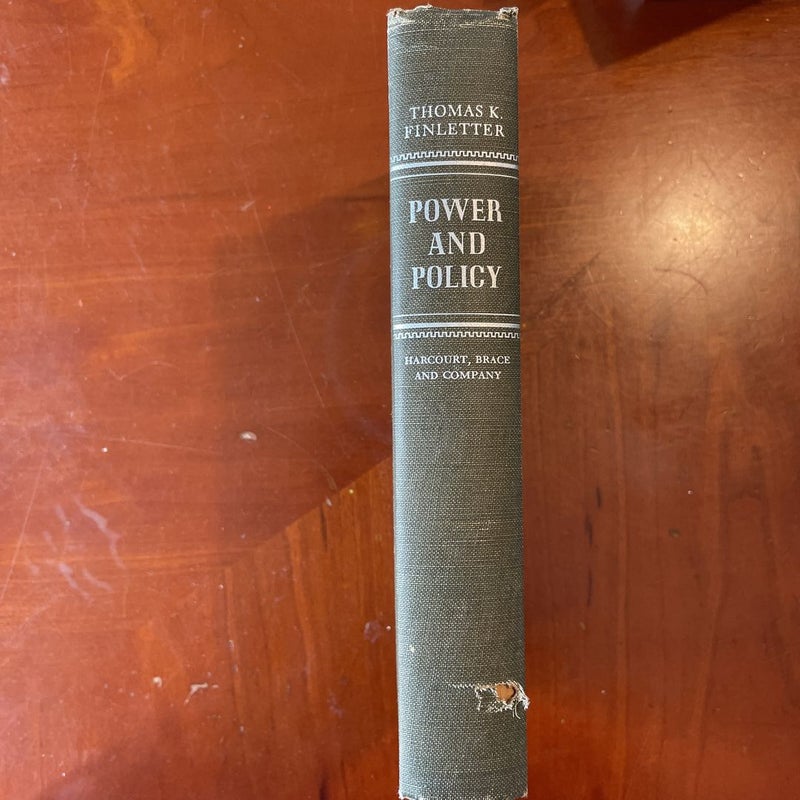 THOMAS K.
FINLETTER
POWER
AND
POLICY
HARCOURT, BRACE
AND COMPANY